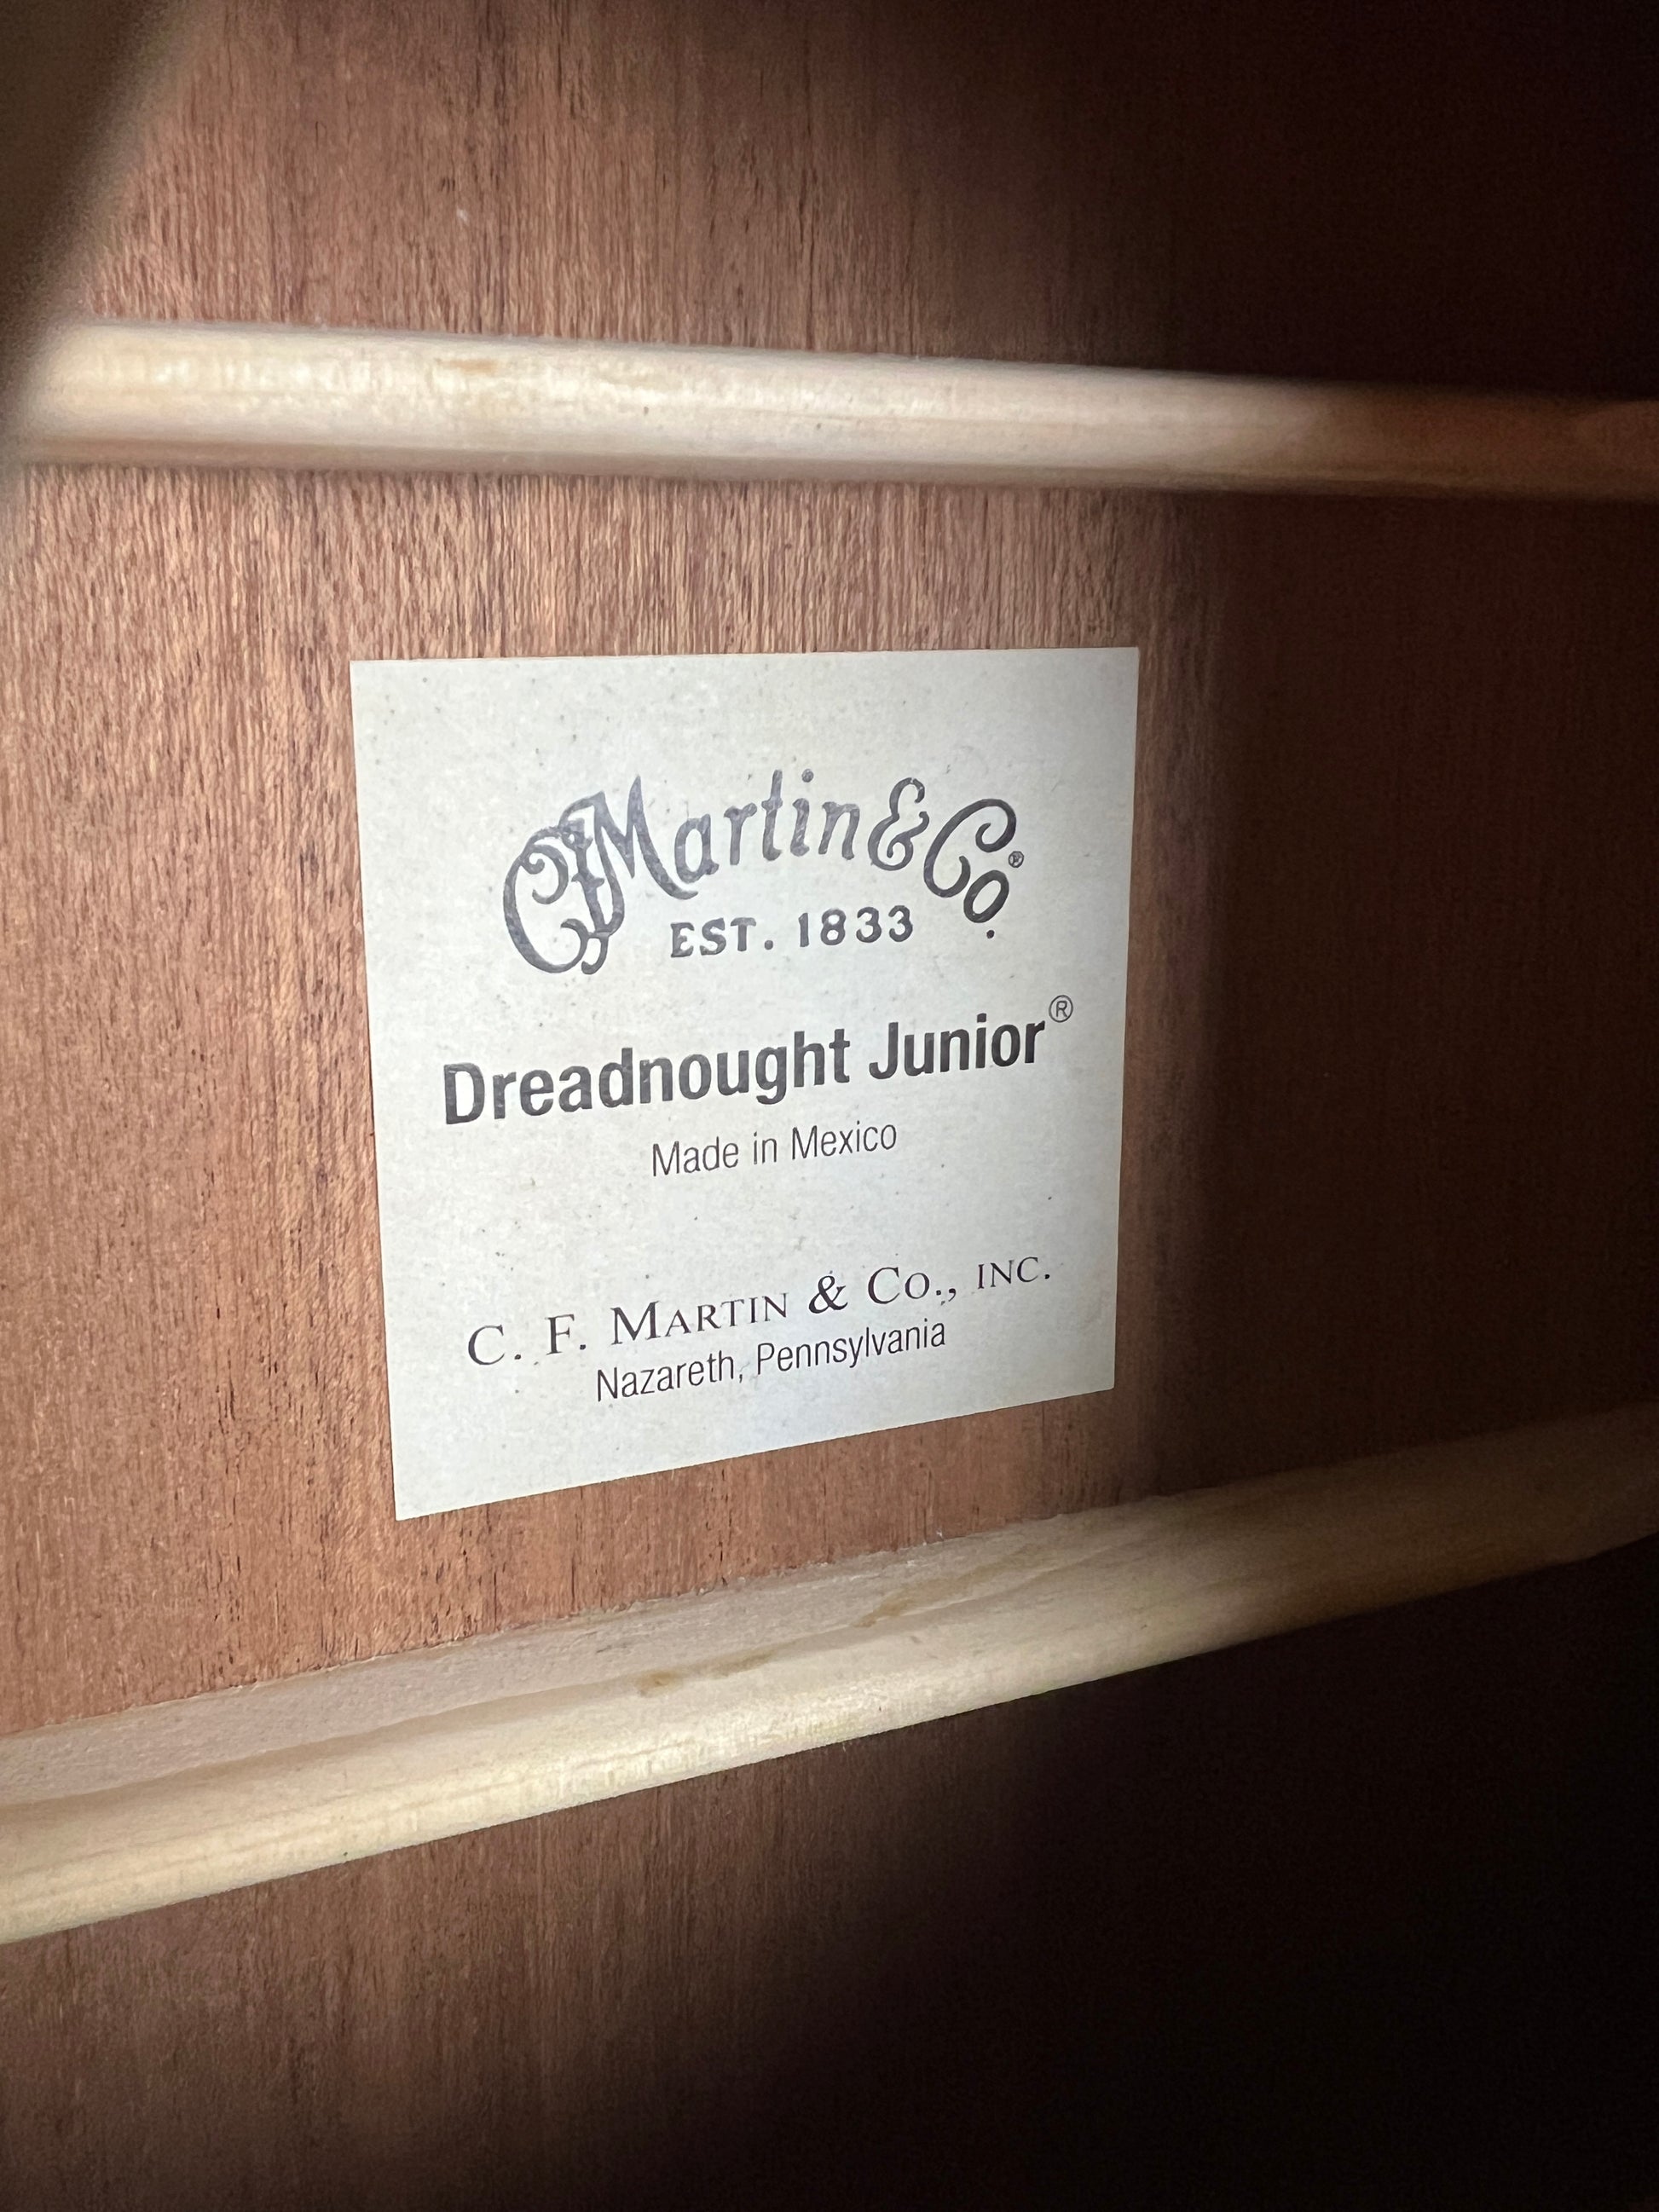 CFMartin & Co.®
EST. 1833
Dreadnought Junior®
Made in Mexico
C. F. MARTIN & CO., INC.
Nazareth, Pennsylvania